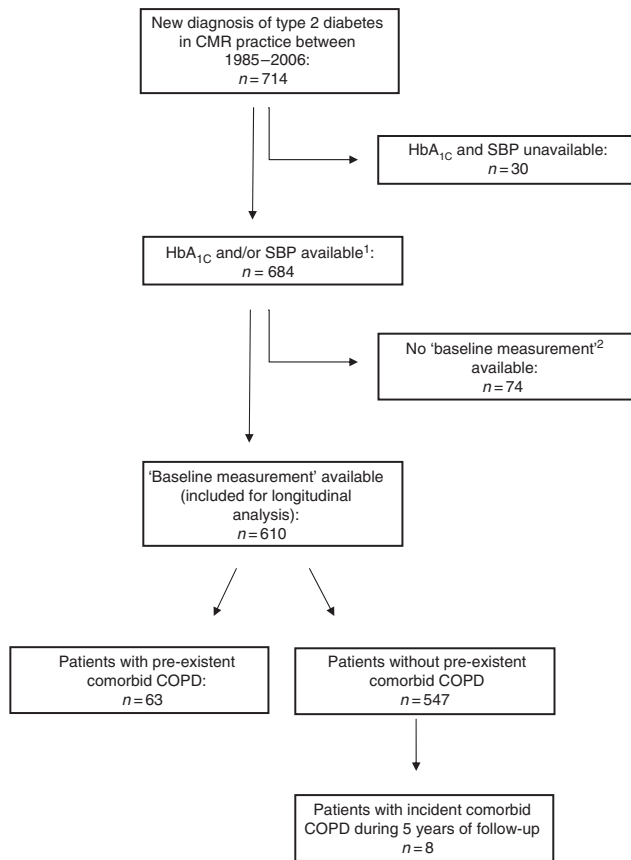 New diagnosis of type 2 diabetes
in CMR practice between
1985–2006:
n=714
HbA1C and SBP unavailable:
n=30
HbA1C and/or SBP available1:
n = 684
No ‘baseline measurement’2
available:
n=74
‘Baseline measurement’ available
(included for longitudinal
analysis):
n=610
Patients with pre-existent
comorbid COPD:
n=63
Patients without pre-existent
comorbid COPD
n=547
Patients with incident comorbid
COPD during 5 years of follow-up
n=8